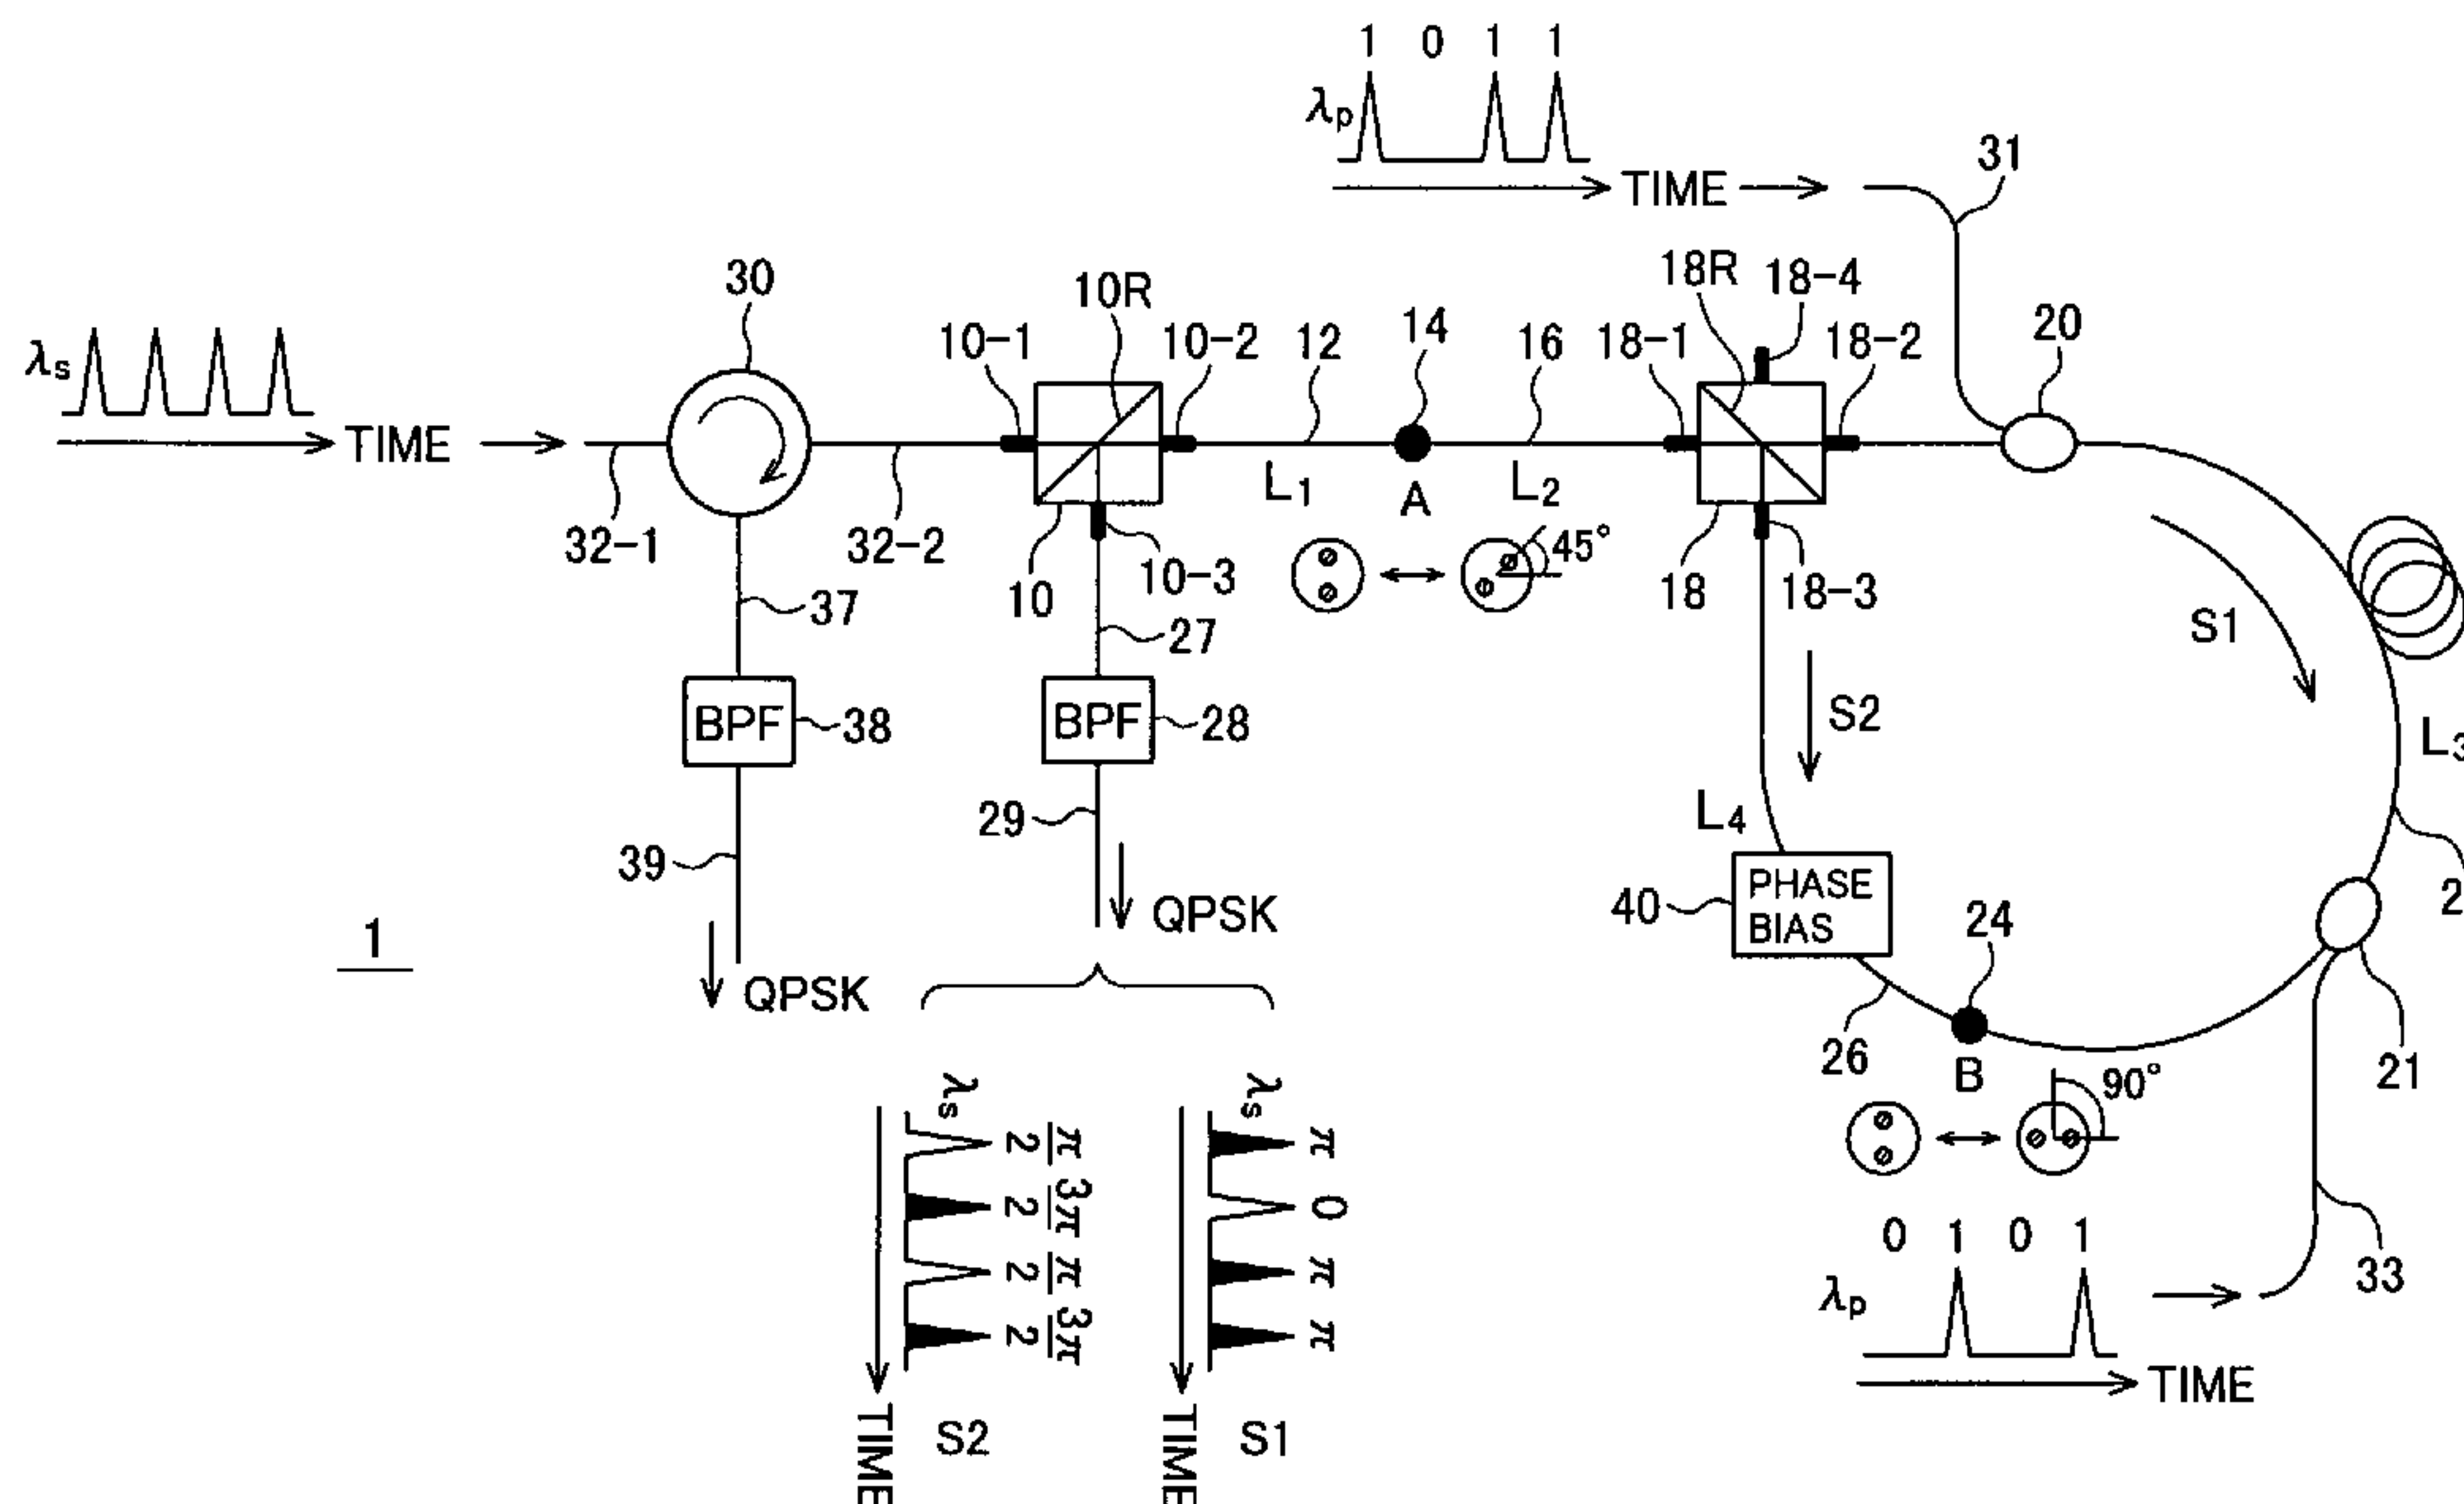 1 0 1 1
λp
TIME
31
30
10R
18R
18-4
20
λs
10-1
10-2
12
14
16
18-1
18-2
TIME
32-1
32-2
10
10-3
L1
A
L2
45°
18
18-3
37
27
S1
BPF
38
BPF
28
S2
L3
29
L4
39
40
PHASE
BIAS
24
QPSK
1
QPSK
26
B
90°
21
λs
π/2
3π/2
π/2
3π/2
TIME
S2
λs
π
0
π
π
TIME
S1
0 1 0 1
λp
33
TIME